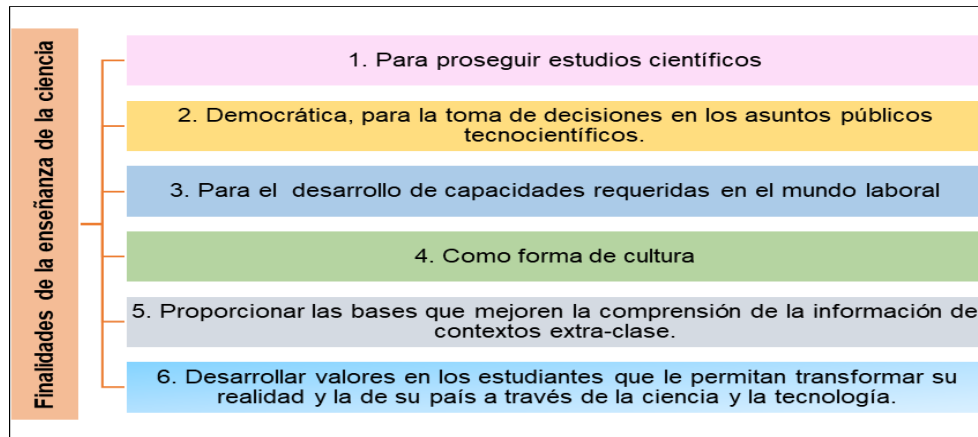 Finalidades de la enseñanza de la ciencia
1. Para proseguir estudios científicos
2. Democrática, para la toma de decisiones en los asuntos públicos
tecnocientíficos.
3. Para el desarrollo de capacidades requeridas en el mundo laboral
4. Como forma de cultura
5. Proporcionar las bases que mejoren la comprensión de la información de
contextos extra-clase.
6. Desarrollar valores en los estudiantes que le permitan transformar su
realidad y la de su país a través de la ciencia y la tecnología.